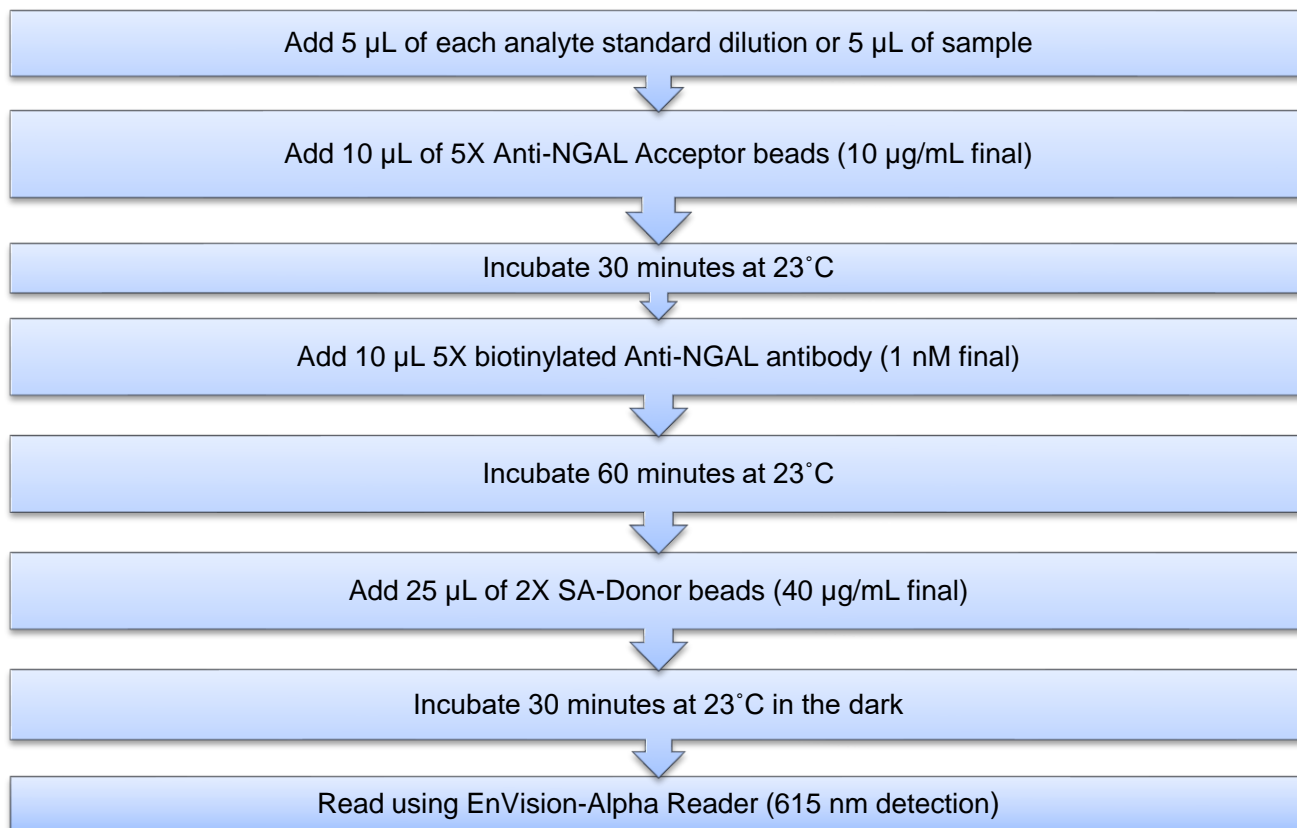 Add 5 µL of each analyte standard dilution or 5 µL of sample
Add 10 µL of 5X Anti-NGAL Acceptor beads (10 µg/mL final)
Incubate 30 minutes at 23˚C
Add 10 µL 5X biotinylated Anti-NGAL antibody (1 nM final)
Incubate 60 minutes at 23˚C
Add 25 µL of 2X SA-Donor beads (40 µg/mL final)
Incubate 30 minutes at 23˚C in the dark
Read using EnVision-Alpha Reader (615 nm detection)